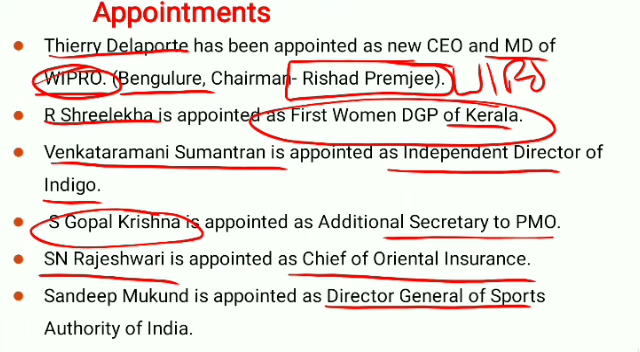 Appointments
Thierry Delaporte has been appointed as new CEO and MD of
WIPRO. (Bengulure, Chairman- Rishad Premjee). WIPRO
R Shreelekha is appointed as First Women DGP of Kerala.
Venkataramani Sumantran is appointed as Independent Director of
Indigo.
S Gopal Krishna is appointed as Additional Secretary to PMO.
SN Rajeshwari is appointed as Chief of Oriental Insurance.
Sandeep Mukund is appointed as Director General of Sports
Authority of India.